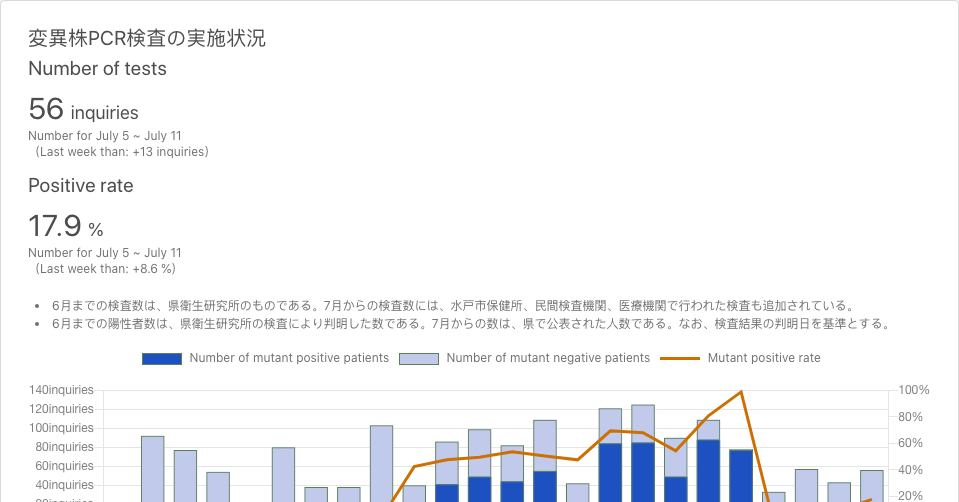 変異株PCR検査の実施状況
Number of tests
56 inquiries
Number for July 5 ~ July 11
（Last week than: +13 inquiries)
Positive rate
17.9 %
Number for July 5 ~ July 11
（Last week than: +8.6 %)
• 6月までの検査数は、県衛生研究所のものである。7月からの検査数には、水戸市保健所、民間検査機関、医療機関で行われた検査も追加されている。
• 6月までの陽性者数は、県衛生研究所の検査により判明した数である。7月からの数は、県で公表された人数である。なお、検査結果の判明日を基準とする。
Number of mutant positive patients Number of mutant negative patients Mutant positive rate
140inquiries 100%
120inquiries 80%
100inquiries
80inquiries 60%
60inquiries 40%
40inquiries
20%